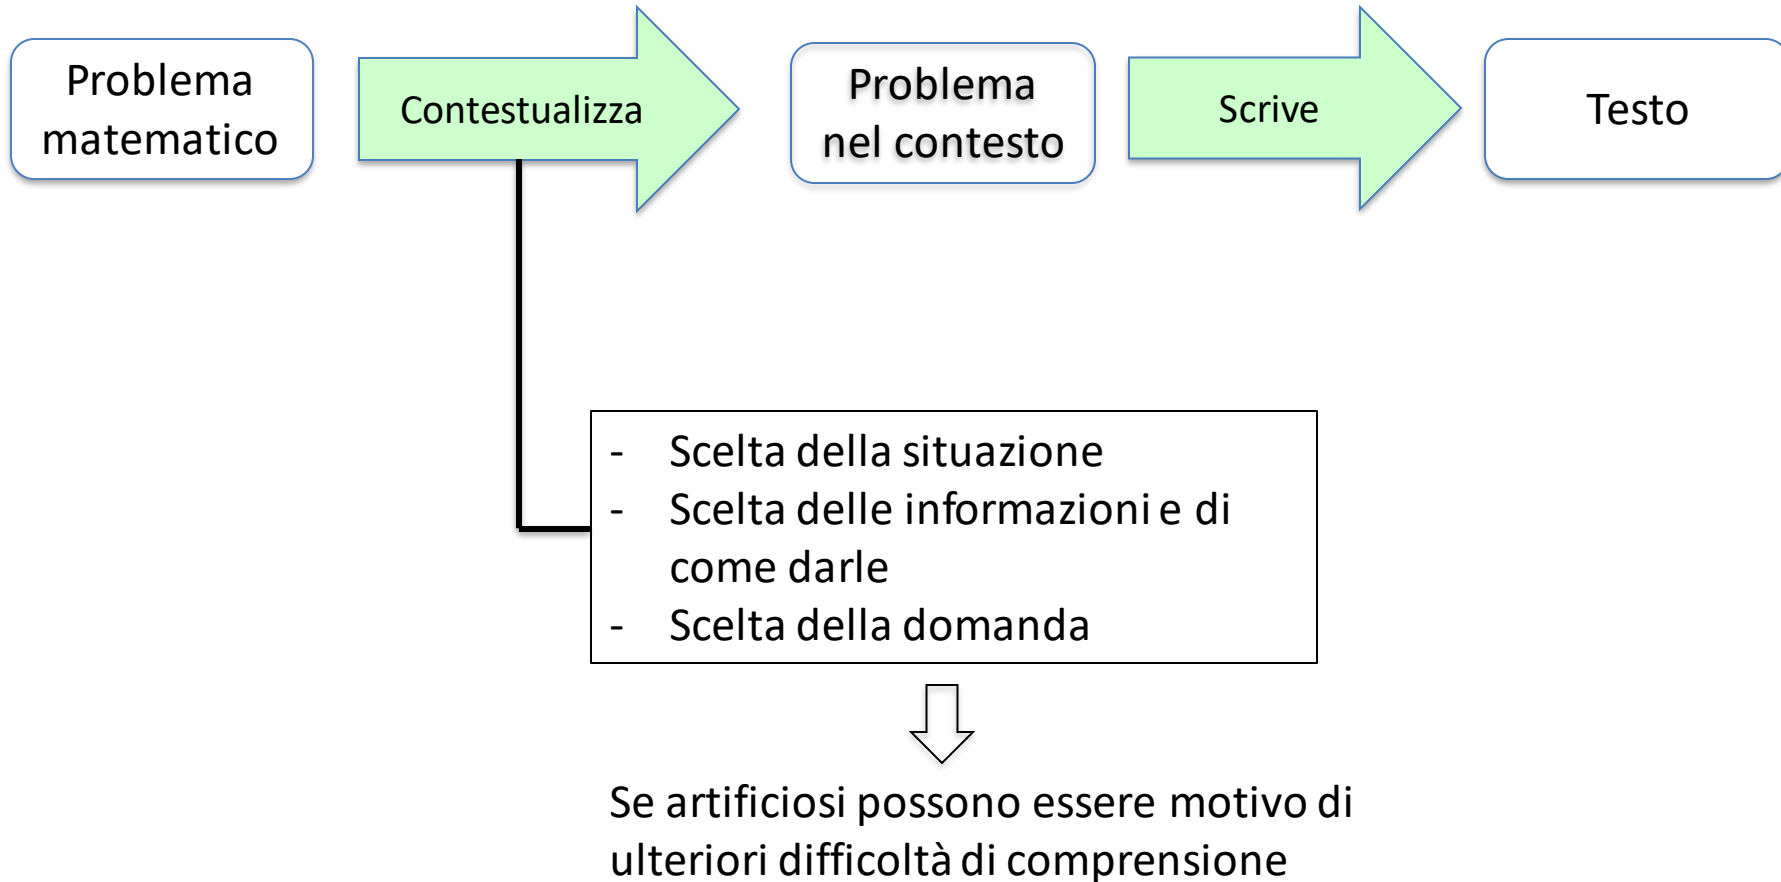 Problema
matematico
Contestualizza
Problema
nel contesto
Scrive
Testo
- Scelta della situazione
- Scelta delle informazioni e di
come darle
- Scelta della domanda
Se artificiosi possono essere motivo di
ulteriori difficoltà di comprensione